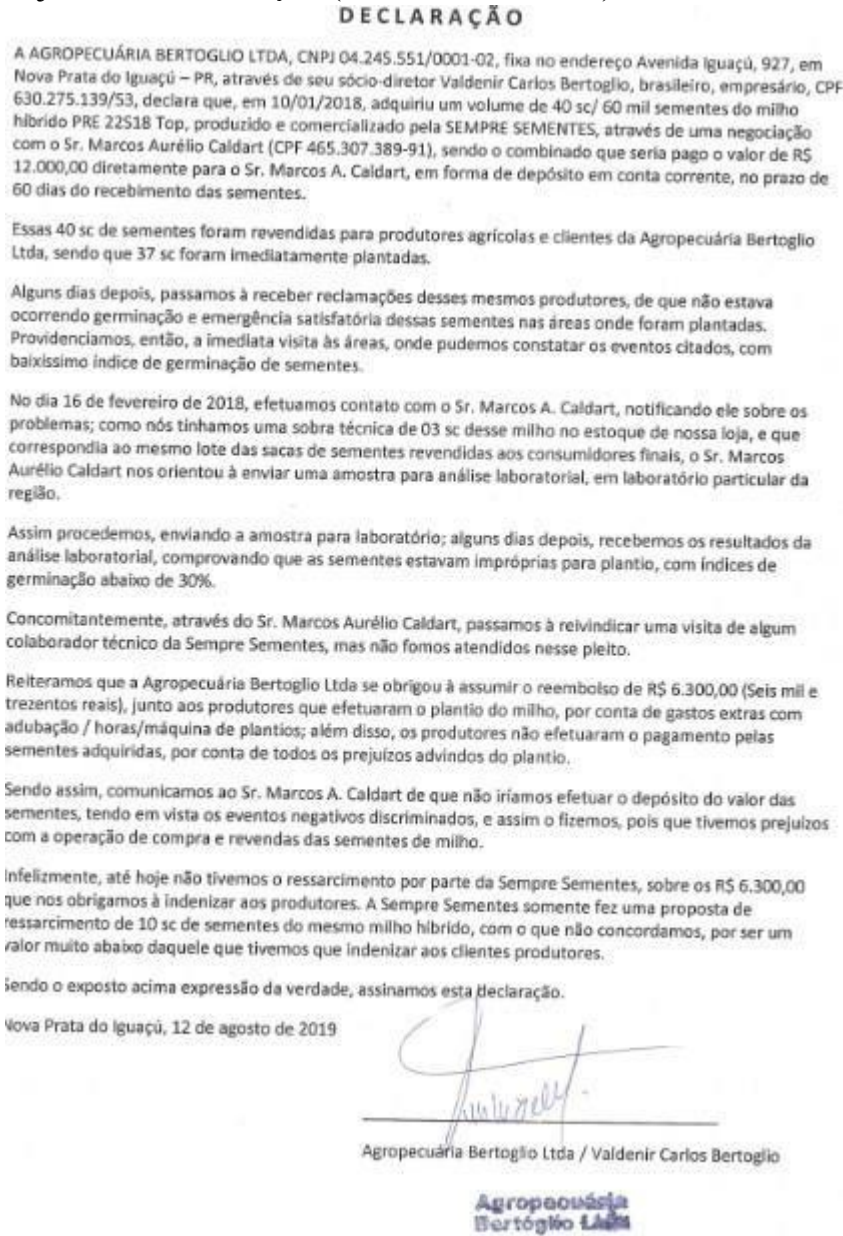 DECLARAÇÃO
A AGROPECUÁRIA BERTOGLIO LTDA, CNPJ 04.245.551/0001-02, fixa no endereço Avenida Iguaçú, 927, em
Nova Prata do Iguaçú – PR, através de seu sócio-diretor Valdenir Carlos Bertoglio, brasileiro, empresário, CPF
630.275.139/53, declara que, em 10/01/2018, adquiriu um volume de 40 sc/ 60 mil sementes do milho
híbrido PRE 22S18 Top, produzido e comercializado pela SEMPRE SEMENTES, através de uma negociação
com o Sr. Marcos Aurélio Caldart (CPF 465.307.389-91), sendo o combinado que seria pago o valor de R$
12.000,00 diretamente para o Sr. Marcos A. Caldart, em forma de depósito em conta corrente, no prazo de
60 dias do recebimento das sementes.
Essas 40 sc de sementes foram revendidas para produtores agrícolas e clientes da Agropecuária Bertoglio
Ltda, sendo que 37 sc foram imediatamente plantadas.
Alguns dias depois, passamos à receber reclamações desses mesmos produtores, de que não estava
ocorrendo germinação e emergência satisfatória dessas sementes nas áreas onde foram plantadas.
Providenciamos, então, a imediata visita às áreas, onde pudemos constatar os eventos citados, com
baixíssimo índice de germinação de sementes.
No dia 16 de fevereiro de 2018, efetuamos contato com o Sr. Marcos A. Caldart, notificando ele sobre os
problemas; como nós tinhamos uma sobra técnica de 03 sc desse milho no estoque de nossa loja, e que
correspondia ao mesmo lote das sacas de sementes revendidas aos consumidores finais, o Sr. Marcos
Aurélio Caldart nos orientou à enviar uma amostra para análise laboratorial, em laboratório particular da
região.
Assim procedemos, enviando a amostra para laboratório; alguns dias depois, recebemos os resultados da
análise laboratorial, comprovando que as sementes estavam impróprias para plantio, com índices de
germinação abaixo de 30%.
Concomitantemente, através do Sr. Marcos Aurélio Caldart, passamos à reivindicar uma visita de algum
colaborador técnico da Sempre Sementes, mas não fomos atendidos nesse pleito.
Reiteramos que a Agropecuária Bertoglio Ltda se obrigou à assumir o reembolso de R$ 6.300,00 (Seis mil e
trezentos reais), junto aos produtores que efetuaram o plantio do milho, por conta de gastos extras com
adubação / horas/máquina de plantios; além disso, os produtores não efetuaram o pagamento pelas
sementes adquiridas, por conta de todos os prejuízos advindos do plantio.
Sendo assim, comunicamos ao Sr. Marcos A. Caldart de que não iríamos efetuar o depósito do valor das
sementes, tendo em vista os eventos negativos discriminados, e assim o fizemos, pois que tivemos prejuízos
com a operação de compra e revendas das sementes de milho.
Infelizmente, até hoje não tivemos o ressarcimento por parte da Sempre Sementes, sobre os R$ 6.300,00
que nos obrigamos à indenizar aos produtores. A Sempre Sementes somente fez uma proposta de
ressarcimento de 10 sc de sementes do mesmo milho híbrido, com o que não concordamos, por ser um
valor muito abaixo daquele que tivemos que indenizar aos clientes produtores.
Sendo o exposto acima expressão da verdade, assinamos esta declaração.
Nova Prata do Iguaçú, 12 de agosto de 2019
Agropecuária Bertoglio Ltda / Valdenir Carlos Bertoglio
Agropecuária
Bertóglio Ltda